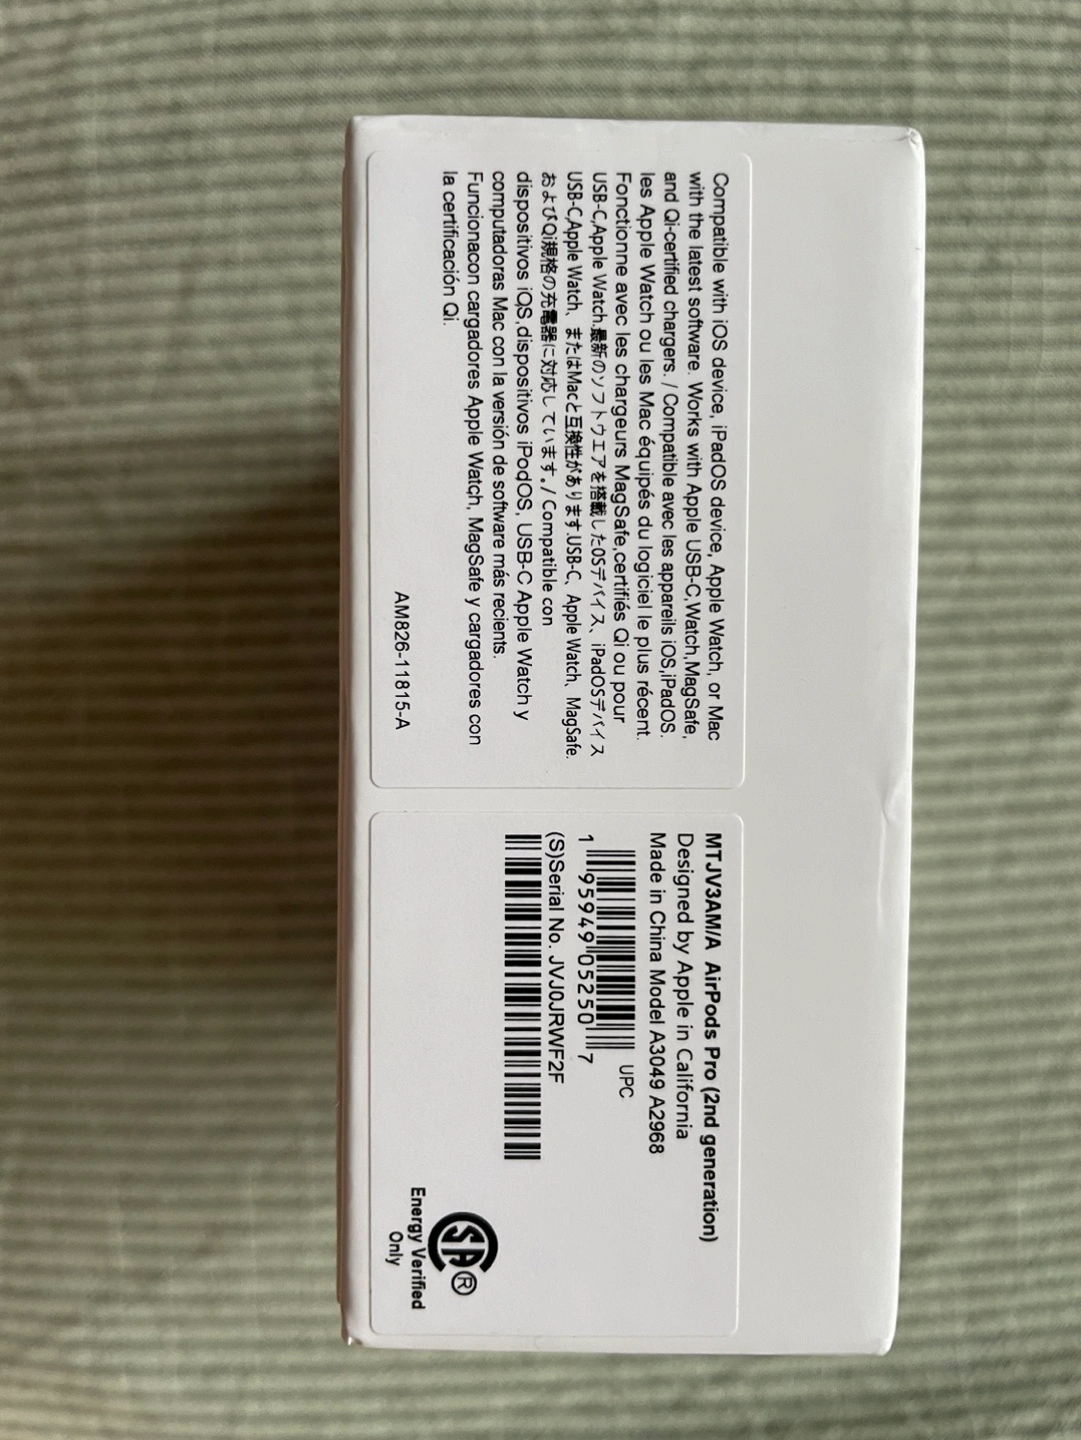 Compatible with iOS device, iPadOS device, Apple Watch, or Mac
with the latest software. Works with Apple USB-C,Watch,MagSafe,
and Qi-certified chargers. / Compatible avec les appareils iOS,iPadOS.
les Apple Watch ou les Mac équipés du logiciel le plus récent.
Fonctionne avec les chargeurs MagSafe,certifiés Qi ou pour
USB-C,Apple Watch.最新のソフトウエアを搭載したOSデバイス、iPadOSデバイス
USB-C,Apple Watch、またはMacと互換性があります.USB-C、Apple Watch、MagSafe.
およびQi規格の充電器に対応しています。/ Compatible con
dispositivos iQS,dispositivos iPodOS, USB-C Apple Watch y
computadoras Mac con la versión de software más recients.
Funcionacon cargadores Apple Watch, MagSafe y cargadores con
la certificación Qi.
AM826-11815-A
MTJV3AM/A AirPods Pro (2nd generation)
Designed by Apple in California
Made in China Model A3049 A2968
UPC
1 95949 05250 7
(S)Serial No. JVJ0JRWF2F
SA®
Energy Verified
Only